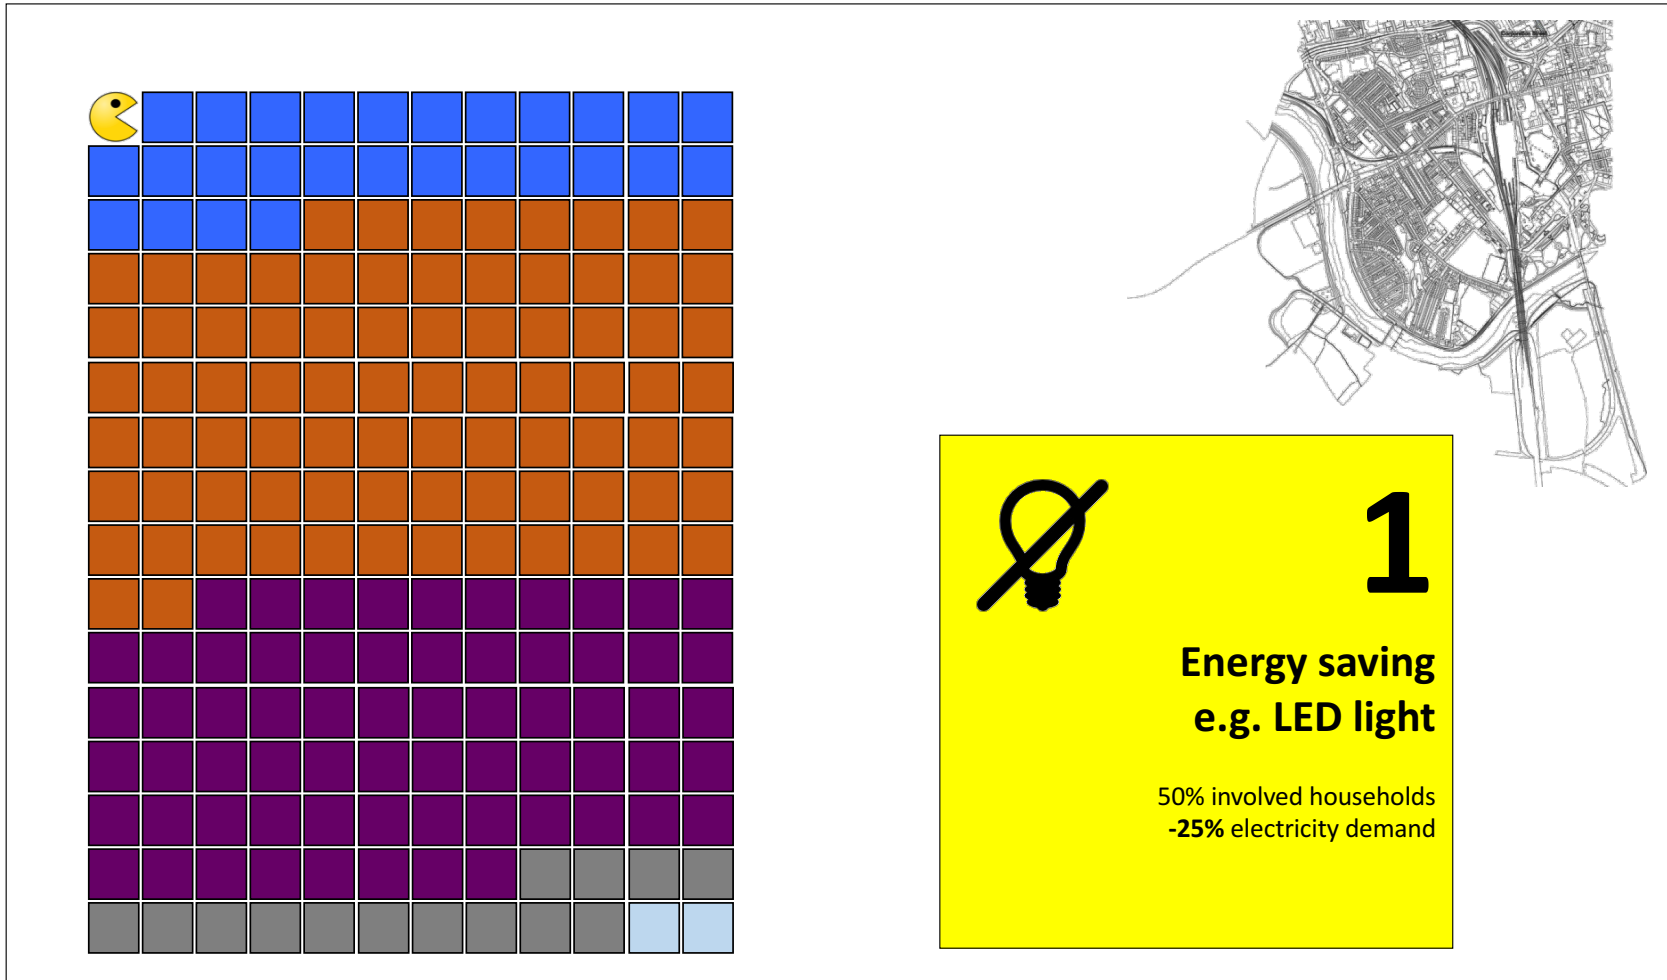 1
Energy saving
e.g. LED light
50% involved households
-25% electricity demand